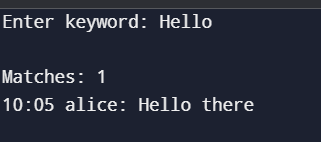 Enter keyword: Hello
Matches: 1
10:05 alice: Hello there